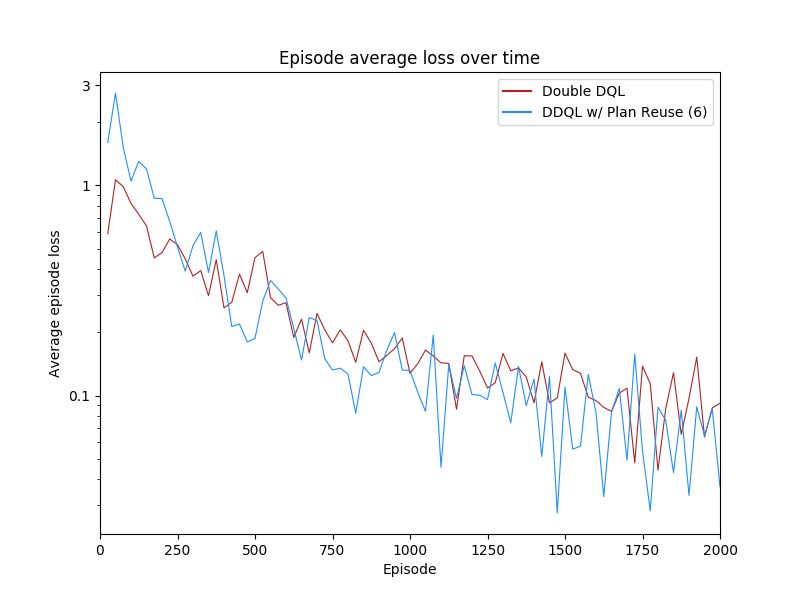 Episode average loss over time
Double DQL
DDQL w/ Plan Reuse (6)
3
1
0.1
Average episode loss
0 250 500 750 1000 1250 1500 1750 2000
Episode